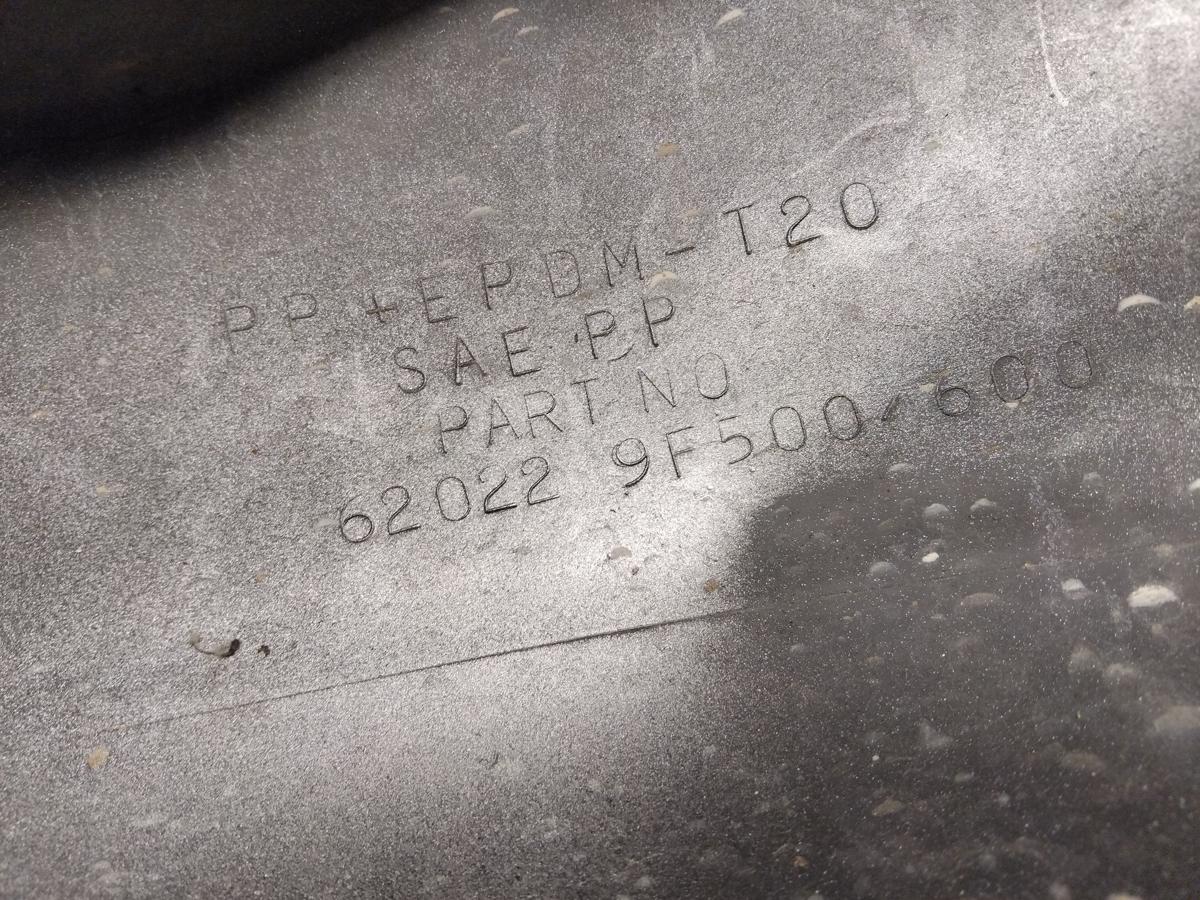 PP+EPDM-T20
SAE PP
PART NO
62022 9F500/600